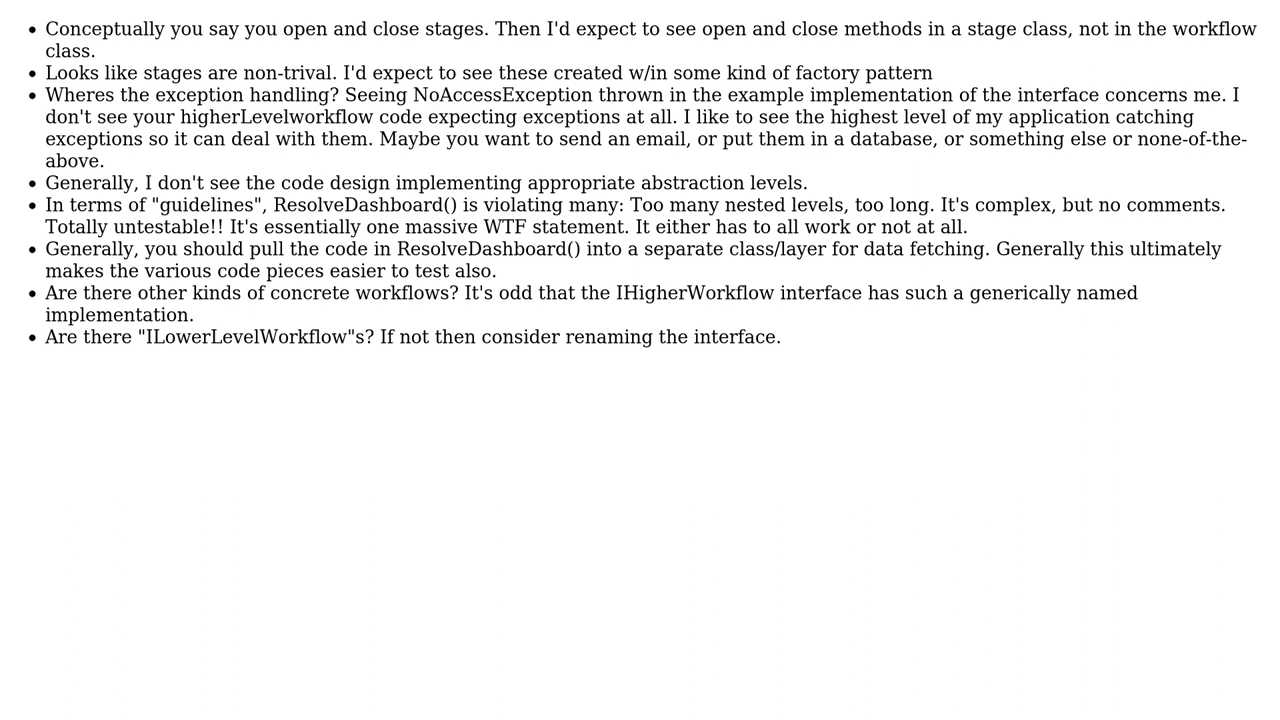 Conceptually you say you open and close stages. Then I'd expect to see open and close methods in a stage class, not in the workflow
class.
Looks like stages are non-trival. I'd expect to see these created w/in some kind of factory pattern
Wheres the exception handling? Seeing NoAccessException thrown in the example implementation of the interface concerns me. I
don't see your higherLevelworkflow code expecting exceptions at all. I like to see the highest level of my application catching
exceptions so it can deal with them. Maybe you want to send an email, or put them in a database, or something else or none-of-the-
above.
Generally, I don't see the code design implementing appropriate abstraction levels.
In terms of "guidelines", ResolveDashboard() is violating many: Too many nested levels, too long. It's complex, but no comments.
Totally untestable!! It's essentially one massive WTF statement. It either has to all work or not at all.
Generally, you should pull the code in ResolveDashboard() into a separate class/layer for data fetching. Generally this ultimately
makes the various code pieces easier to test also.
Are there other kinds of concrete workflows? It's odd that the IHigherWorkflow interface has such a generically named
implementation.
Are there "ILowerLevelWorkflow"s? If not then consider renaming the interface.